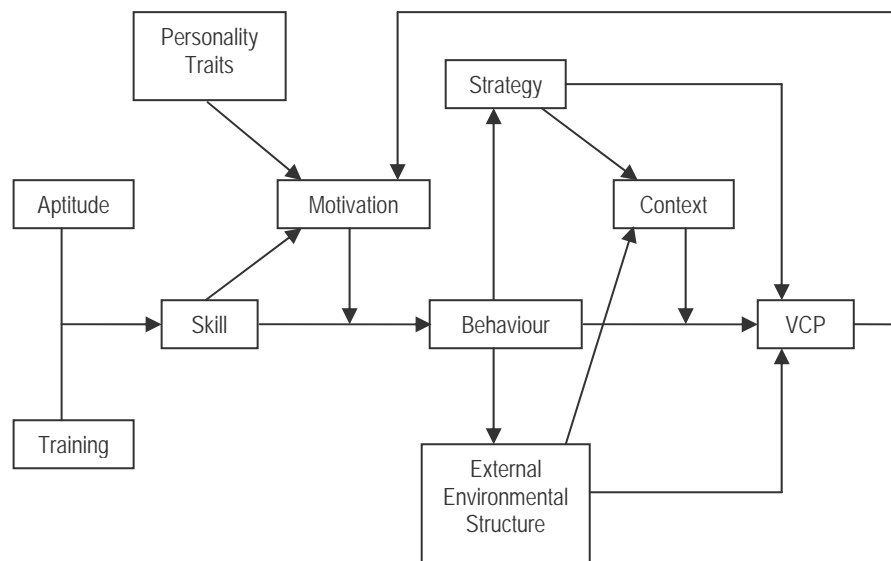 Personality
Traits
Strategy
Aptitude
Motivation
Context
Skill
Behaviour
VCP
Training
External
Environmental
Structure